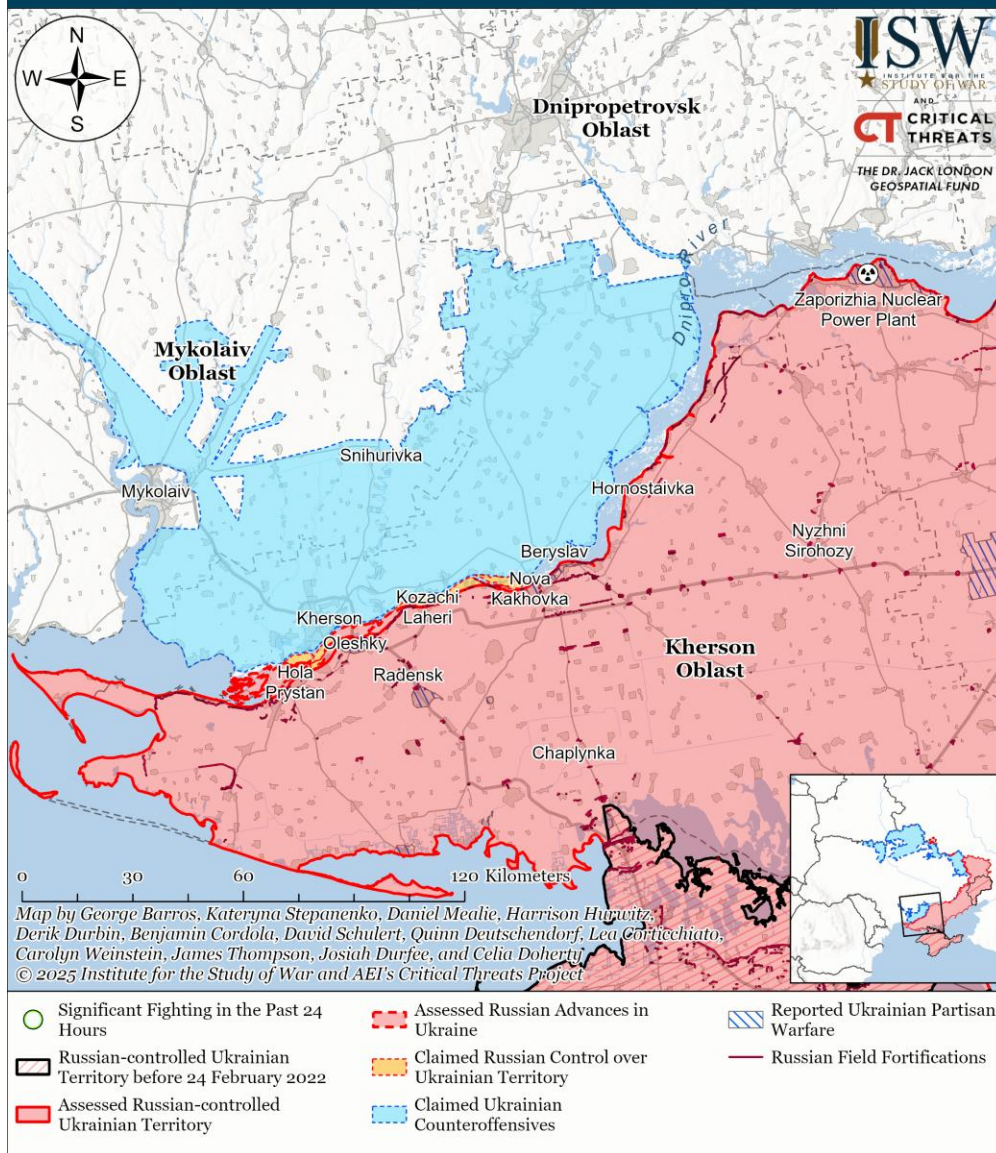 N
W
E
S
ISW
INSTITUTE FOR THE
STUDY OF WAR
AND
CT CRITICAL
THREATS
THE DR. JACK LONDON
GEOSPATIAL FUND
Dnipropetrovsk
Oblast
Dnipro River
Zaporizhia Nuclear
Power Plant
Mykolaiv
Oblast
Snihurivka
Mykolaiv
Hornostaivka
Nyzhni
Sirohozy
Beryslav
Nova
Kakhovka
Kozachi
Laheri
Kherson
Oleshky
Hola
Prystan
Radensk
Kherson
Oblast
Chaplynka
0 30 60 120 Kilometers
Map by George Barros, Kateryna Stepanenko, Daniel Mealie, Harrison Hurwitz,
Derik Durbin, Benjamin Cordola, David Schulert, Quinn Deutschendorf, Lea Corticchiato,
Carolyn Weinstein, James Thompson, Josiah Durfee, and Celia Doherty
© 2025 Institute for the Study of War and AEI's Critical Threats Project
Significant Fighting in the Past 24
Hours
Russian-controlled Ukrainian
Territory before 24 February 2022
Assessed Russian-controlled
Ukrainian Territory
Assessed Russian Advances in
Ukraine
Claimed Russian Control over
Ukrainian Territory
Claimed Ukrainian
Counteroffensives
Reported Ukrainian Partisan
Warfare
Russian Field Fortifications